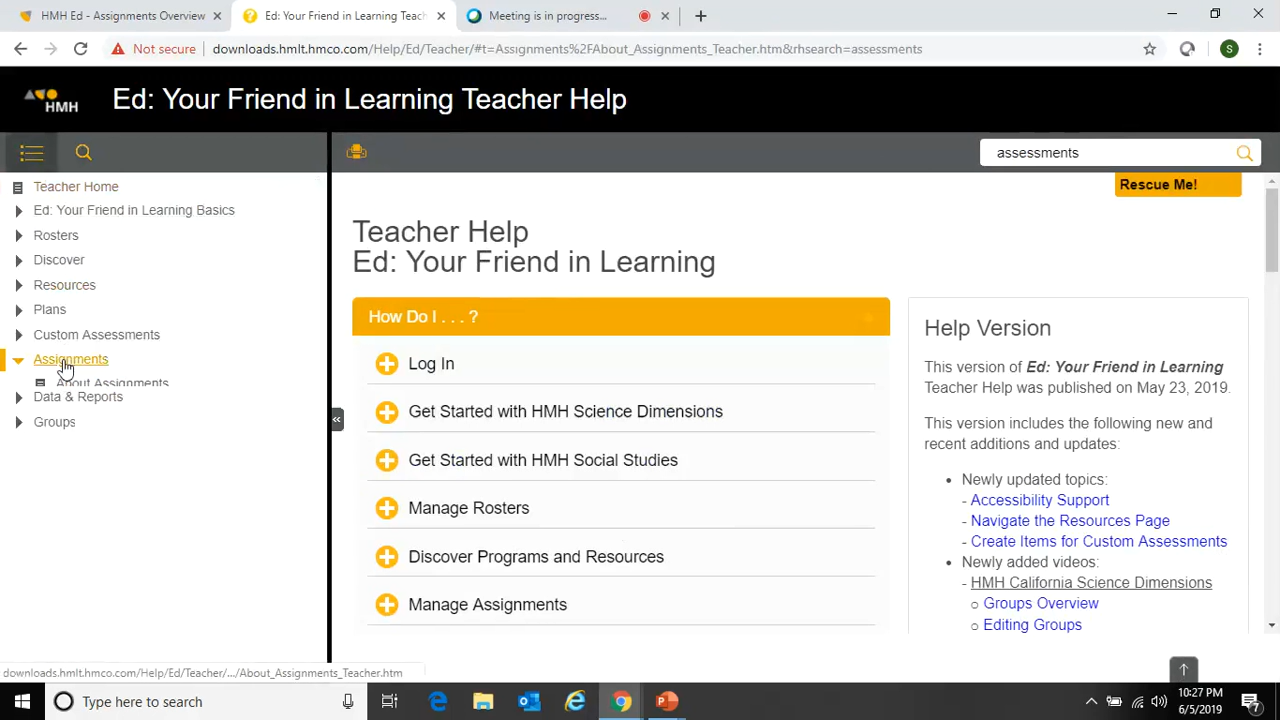 HMH Ed - Assignments Overview
Ed: Your Friend in Learning Teac
Meeting is in progress...
Not secure
downloads.hmlt.hmco.com/Help/Ed/Teacher/#t=Assignments%2FAbout_Assignments_Teacher.htm&rhsearch=assessments
S
HMH
Ed: Your Friend in Learning Teacher Help
assessments
Rescue Me!
Teacher Home
Ed: Your Friend in Learning Basics
Rosters
Discover
Resources
Plans
Custom Assessments
Assignments
About Assignments
Data & Reports
Groups
Teacher Help
Ed: Your Friend in Learning
How Do I . . . ?
Log In
Get Started with HMH Science Dimensions
Get Started with HMH Social Studies
Manage Rosters
Discover Programs and Resources
Manage Assignments
Help Version
This version of Ed: Your Friend in Learning
Teacher Help was published on May 23, 2019.
This version includes the following new and
recent additions and updates:
Newly updated topics:
- Accessibility Support
- Navigate the Resources Page
- Create Items for Custom Assessments
Newly added videos:
- HMH California Science Dimensions
Groups Overview
Editing Groups
downloads.hmlt.hmco.com/Help/Ed/Teacher/.../About_Assignments_Teacher.htm
Type here to search
10:27 PM
6/5/2019
7